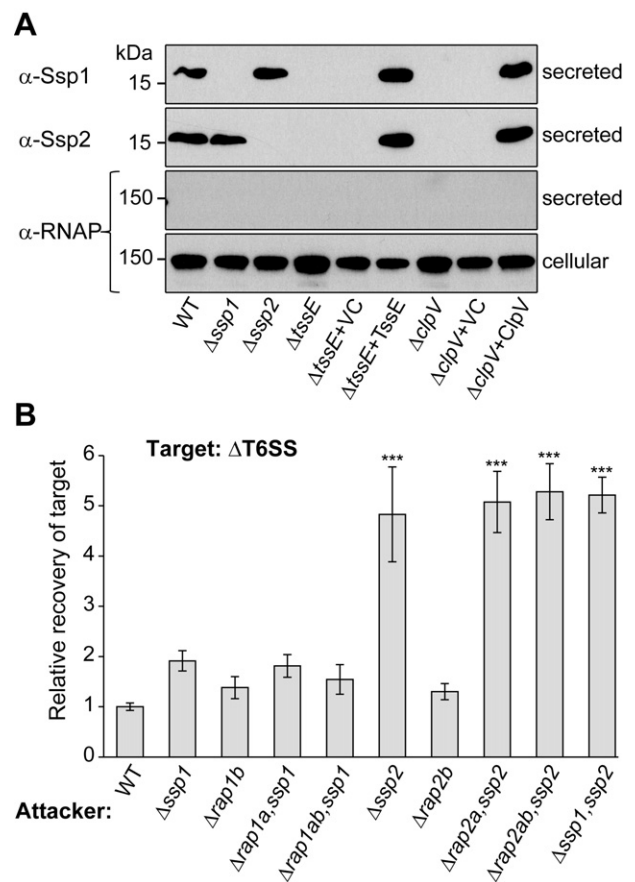 A
kDa
α-Ssp1
15
secreted
α-Ssp2
15
secreted
α-RNAP
150
secreted
150
cellular
WT
Δssp1
Δssp2
ΔtssE
ΔtssE+VC
ΔtssE+TssE
ΔclpV
ΔclpV+VC
ΔclpV+ClpV
B
Target: ΔT6SS
Relative recovery of target
6
5
4
3
2
1
0
***
***
***
***
WT
Δssp1
Δrap1b
Δrap1a,ssp1
Δrap1ab,ssp1
Δssp2
Δrap2b
Δrap2a,ssp2
Δrap2ab,ssp2
Δssp1,ssp2
Attacker: